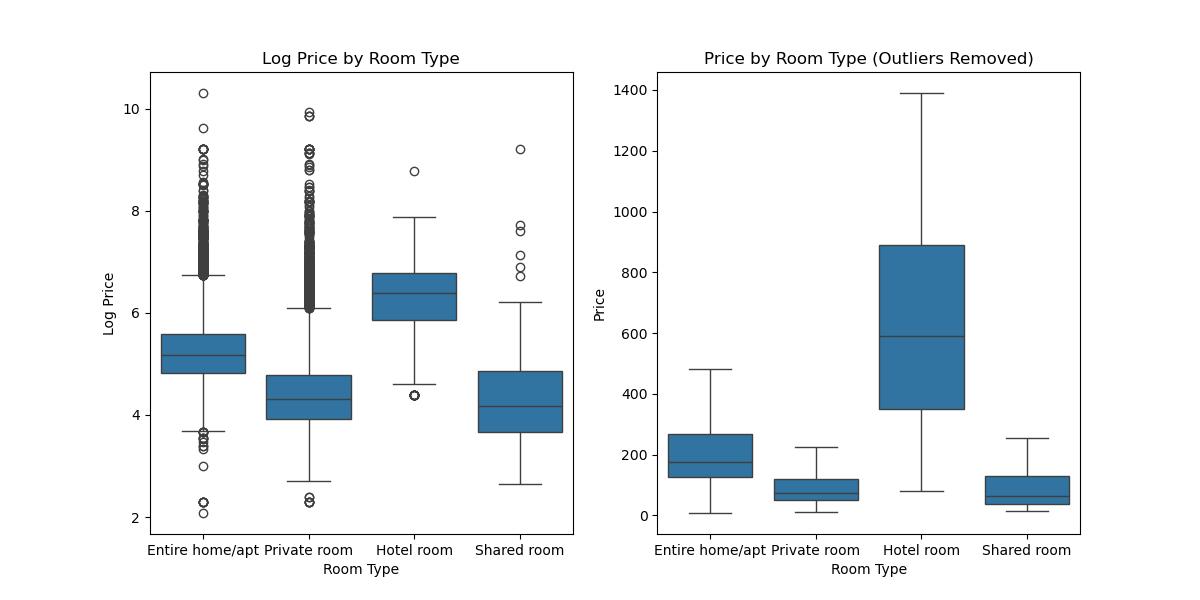 Log Price by Room Type
Log Price
10
8
6
4
2
Entire home/apt Private room Hotel room Shared room
Room Type
Price by Room Type (Outliers Removed)
Price
1400
1200
1000
800
600
400
200
0
Entire home/apt Private room Hotel room Shared room
Room Type